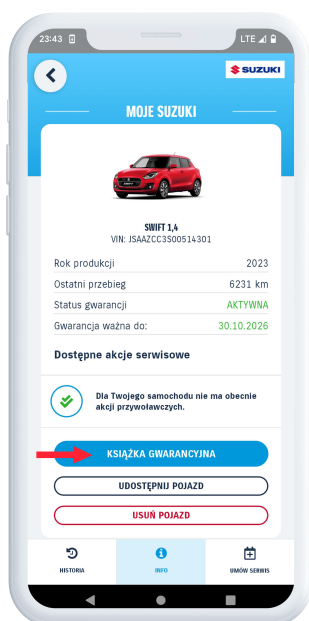 23:43 LTE
SUZUKI
MOJE SUZUKI
SWIFT 1,4
VIN: JSAAZCC3S00514301
Rok produkcji 2023
Ostatni przebieg 6231 km
Status gwarancji AKTYWNA
Gwarancja ważna do: 30.10.2026
Dostępne akcje serwisowe
Dla Twojego samochodu nie ma obecnie
akcji przywoławczych.
KSIĄŻKA GWARANCYJNA
UDOSTĘPNIJ POJAZD
USUŃ POJAZD
HISTORIA INFO UMÓW SERWIS